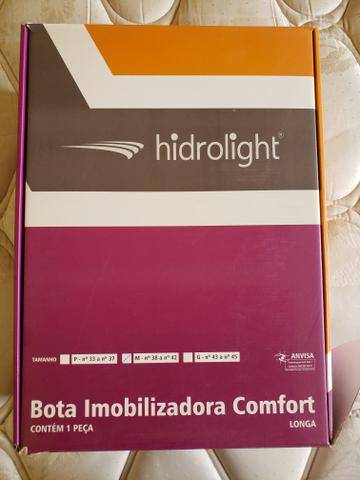 hidrolight®
TAMANHO P - nº 33 a nº 37 M - nº 38 a nº 42 G - nº 43 a nº 45
ANVISA
Bota Imobilizadora Comfort
CONTÉM 1 PEÇA LONGA